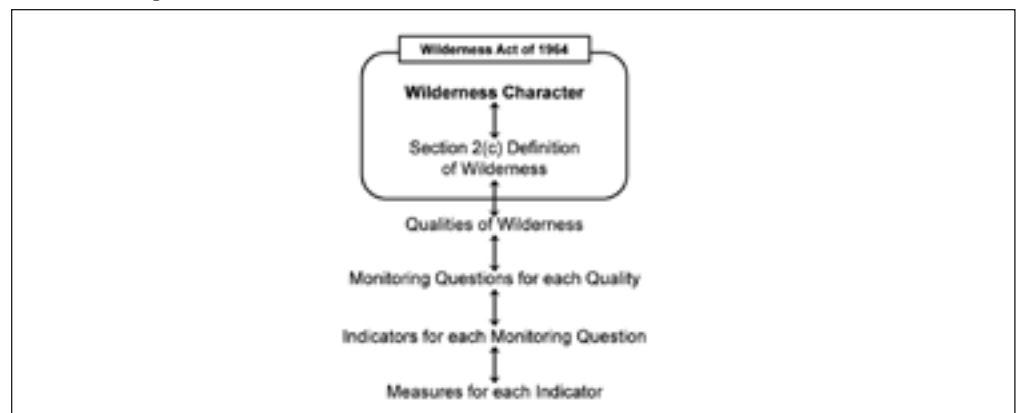 Wilderness Act of 1964
Wilderness Character
Section 2(c) Definition
of Wilderness
Qualities of Wilderness
Monitoring Questions for each Quality
Indicators for each Monitoring Question
Measures for each Indicator